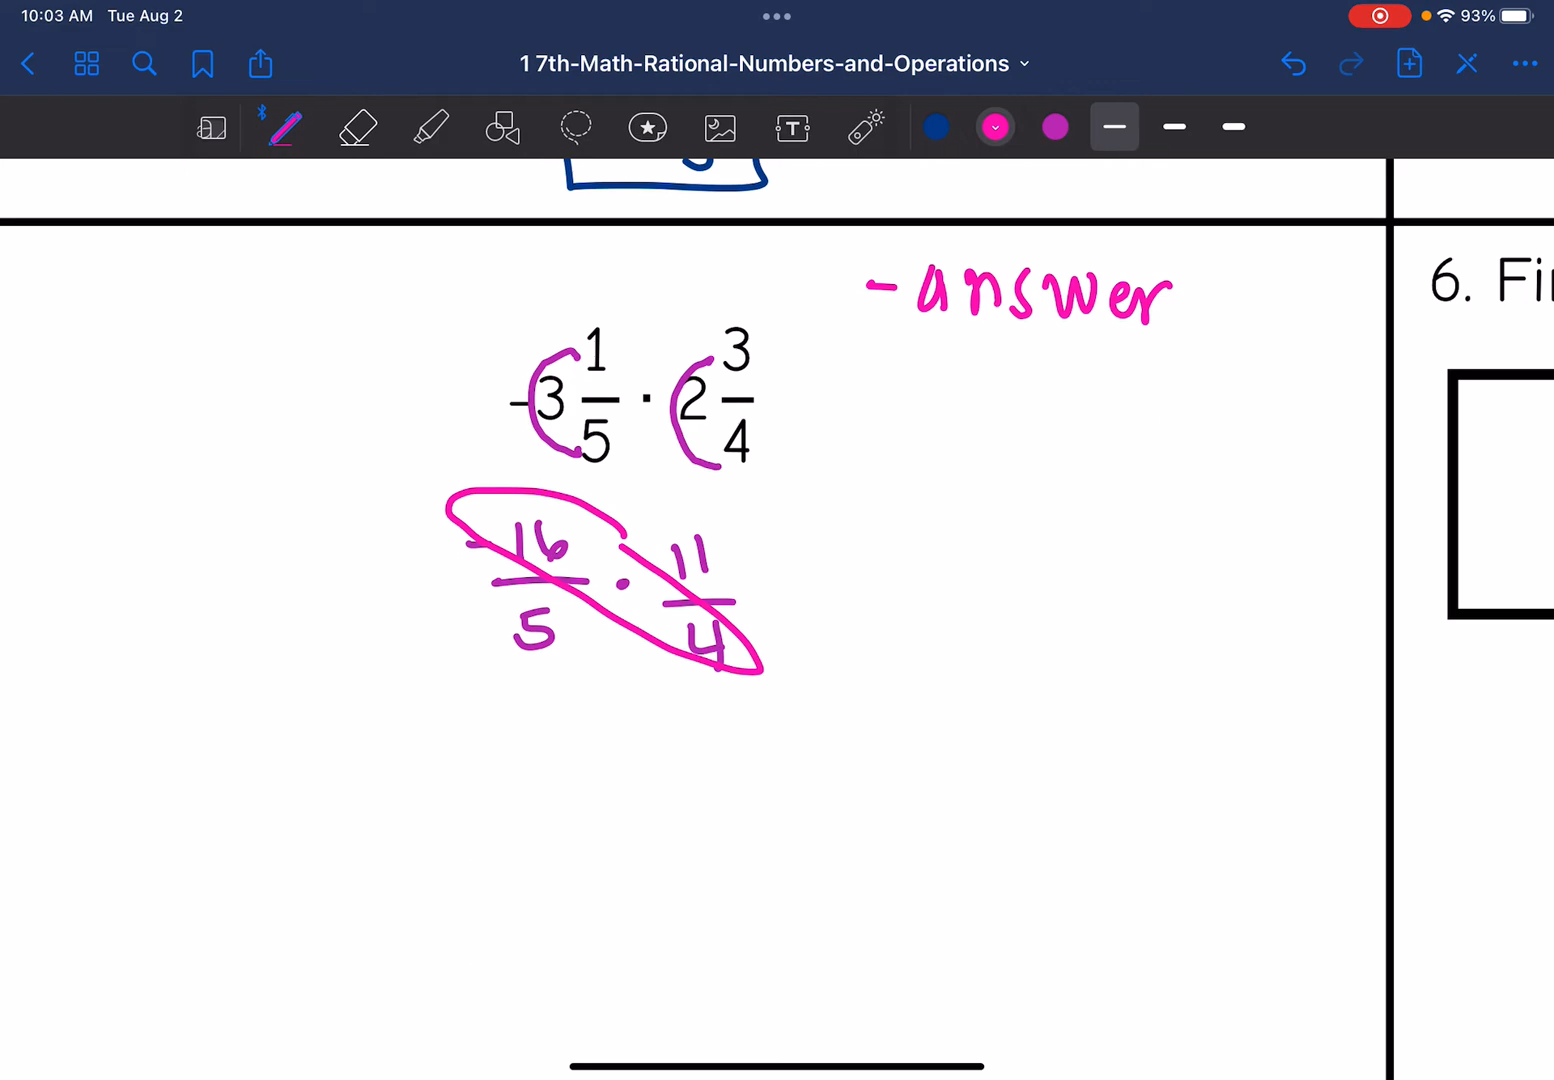 10:03 AM Tue Aug 2
93%
1 7th-Math-Rational-Numbers-and-Operations
T
- answer
6. Fi
-3 1/5 · 2 3/4
-16/5 · 11/4